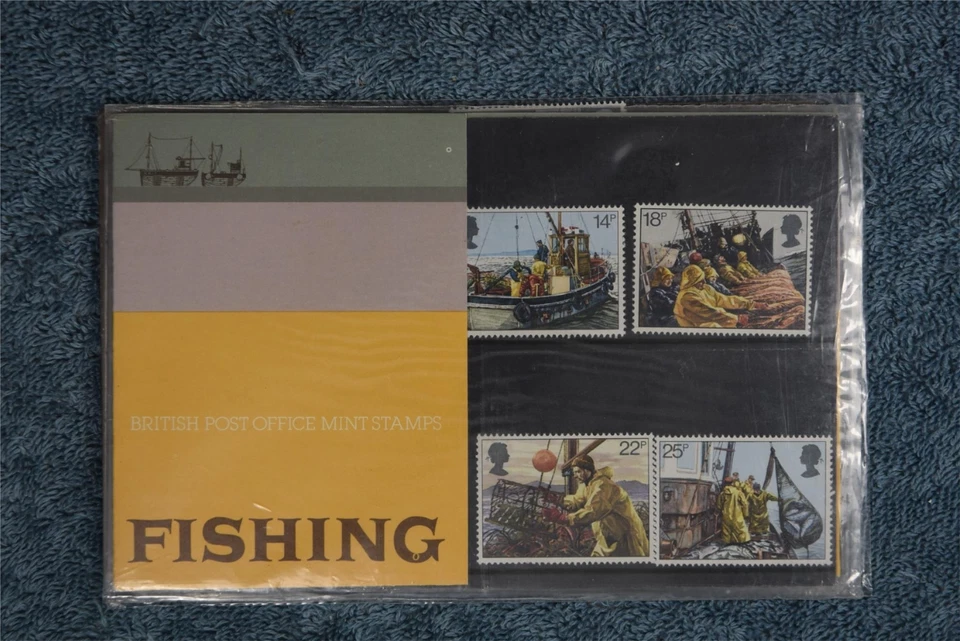 14P
18P
BRITISH POST OFFICE MINT STAMPS
22P
25P
FISHING